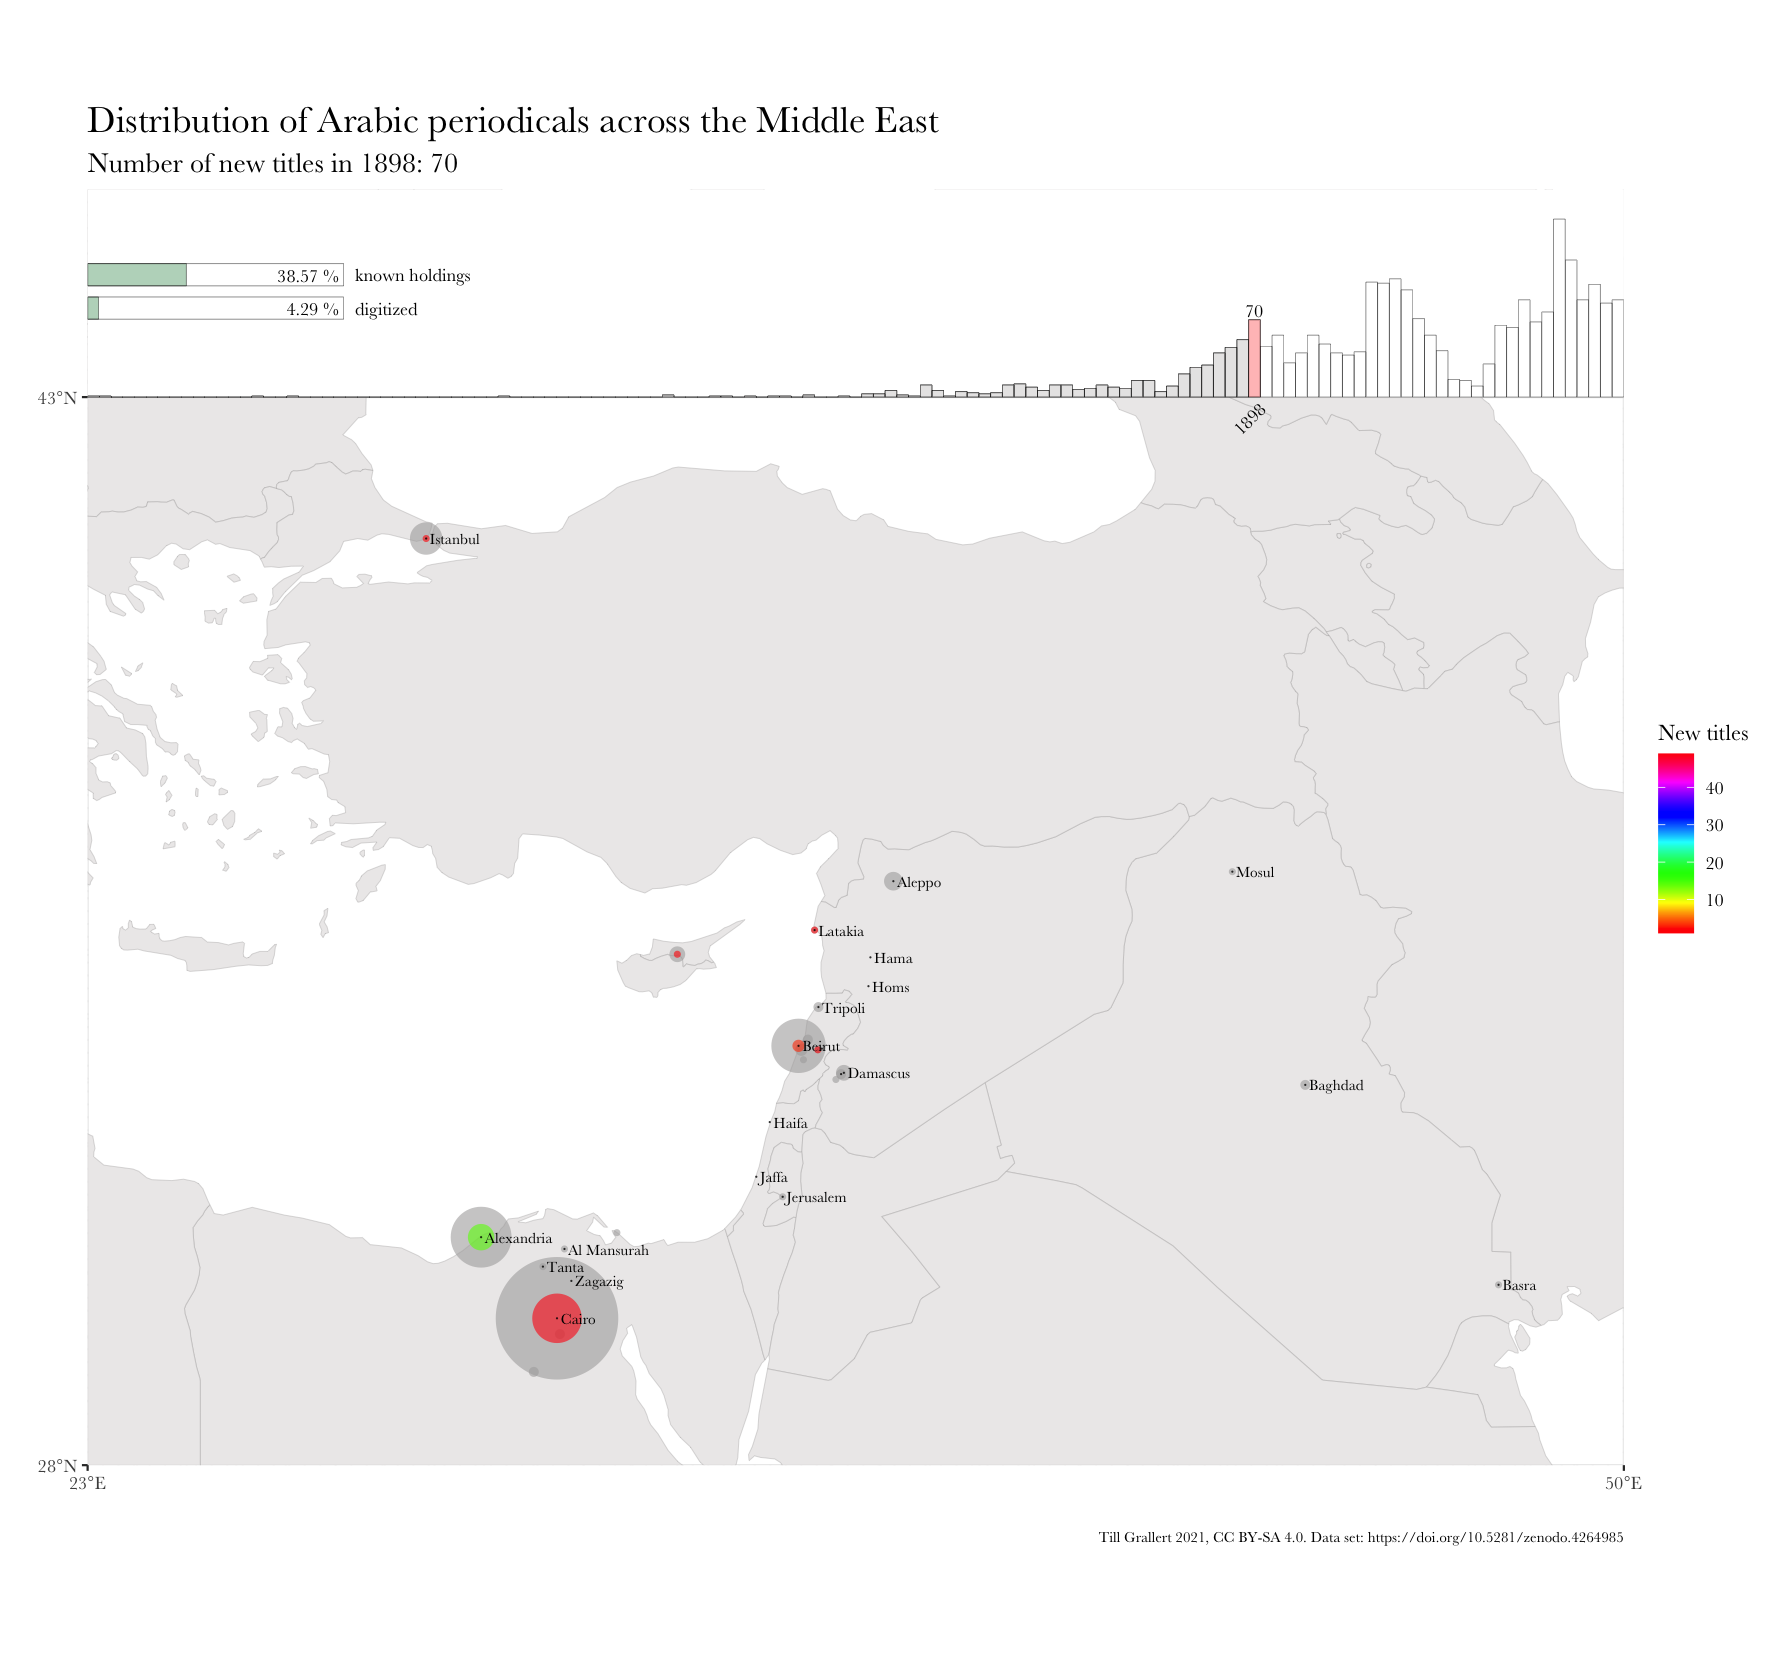 Distribution of Arabic periodicals across the Middle East
Number of new titles in 1898: 70
38.57 % known holdings
4.29 % digitized
70
43°N
1898
Istanbul
New titles
40
30
20
10
Mosul
Aleppo
Latakia
Hama
Homs
Tripoli
Beirut
Damascus
Baghdad
Haifa
Jaffa
Jerusalem
Alexandria
Al Mansurah
Tanta
Zagazig
Basra
Cairo
28°N
23°E
50°E
Till Grallert 2021, CC BY-SA 4.0. Data set: https://doi.org/10.5281/zenodo.4264985